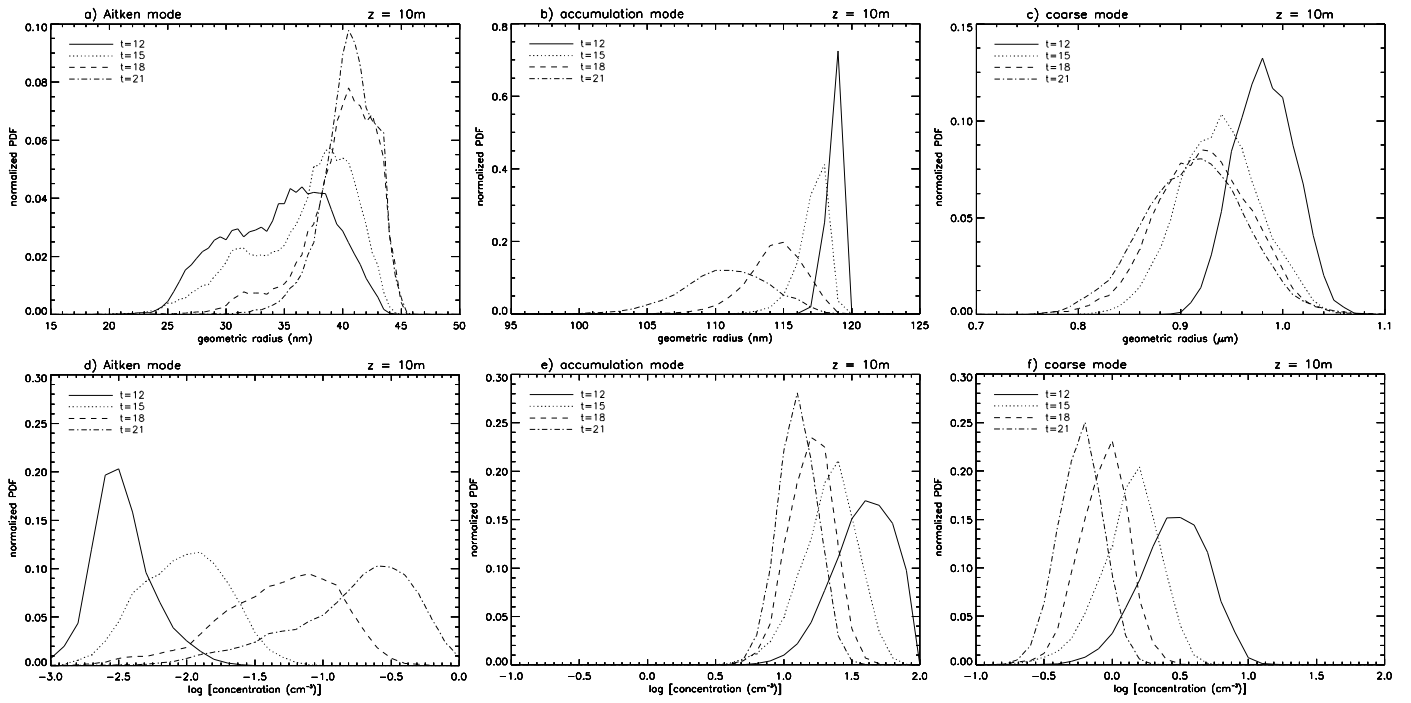 a) Aitken mode z = 10m
0.10
0.08
0.06
0.04
0.02
0.00
normalized PDF
t=12
t=15
t=18
t=21
15 20 25 30 35 40 45 50
geometric radius (nm)
b) accumulation mode z = 10m
0.8
0.6
0.4
0.2
0.0
normalized PDF
t=12
t=15
t=18
t=21
95 100 105 110 115 120 125
geometric radius (nm)
c) coarse mode z = 10m
0.15
0.10
0.05
0.00
normalized PDF
t=12
t=15
t=18
t=21
0.7 0.8 0.9 1.0 1.1
geometric radius (μm)
d) Aitken mode z = 10m
0.30
0.25
0.20
0.15
0.10
0.05
0.00
normalized PDF
t=12
t=15
t=18
t=21
−3.0 −2.5 −2.0 −1.5 −1.0 −0.5 0.0
log [concentration (cm⁻³)]
e) accumulation mode z = 10m
0.30
0.25
0.20
0.15
0.10
0.05
0.00
normalized PDF
t=12
t=15
t=18
t=21
−1.0 −0.5 0.0 0.5 1.0 1.5 2.0
log [concentration (cm⁻³)]
f) coarse mode z = 10m
0.30
0.25
0.20
0.15
0.10
0.05
0.00
normalized PDF
t=12
t=15
t=18
t=21
−1.0 −0.5 0.0 0.5 1.0 1.5 2.0
log [concentration (cm⁻³)]